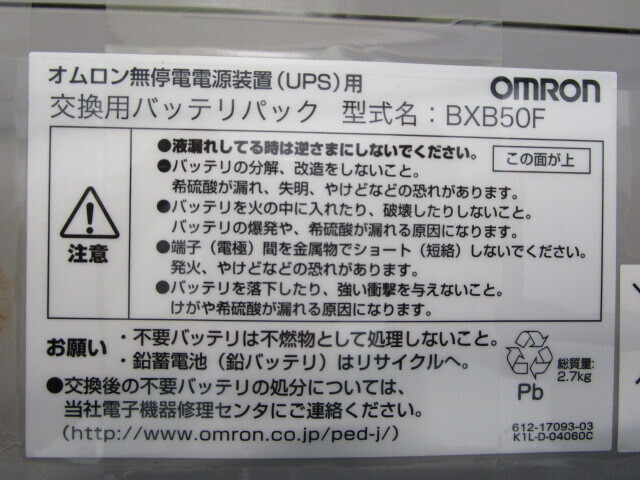 オムロン無停電電源装置(UPS)用
OMRON
交換用バッテリパック 型式名：BXB50F
●液漏れしてる時は逆さまにしないでください。
この面が上
●バッテリの分解、改造をしないこと。
希硫酸が漏れ、失明、やけどなどの恐れがあります。
●バッテリを火の中に入れたり、破壊したりしないこと。
バッテリの爆発や、希硫酸が漏れる原因になります。
●端子（電極）間を金属物でショート（短絡）しないでください。
発火、やけどなどの恐れがあります。
●バッテリを落下したり、強い衝撃を与えないこと。
けがや希硫酸が漏れる原因になります。
注意
お願い
・不要バッテリは不燃物として処理しないこと。
・鉛蓄電池（鉛バッテリ）はリサイクルへ。
●交換後の不要バッテリの処分については、
当社電子機器修理センタにご連絡ください。
(http://www.omron.co.jp/ped-j/)
Pb
総質量:
2.7kg
612-17093-03
K1L-D-04060C